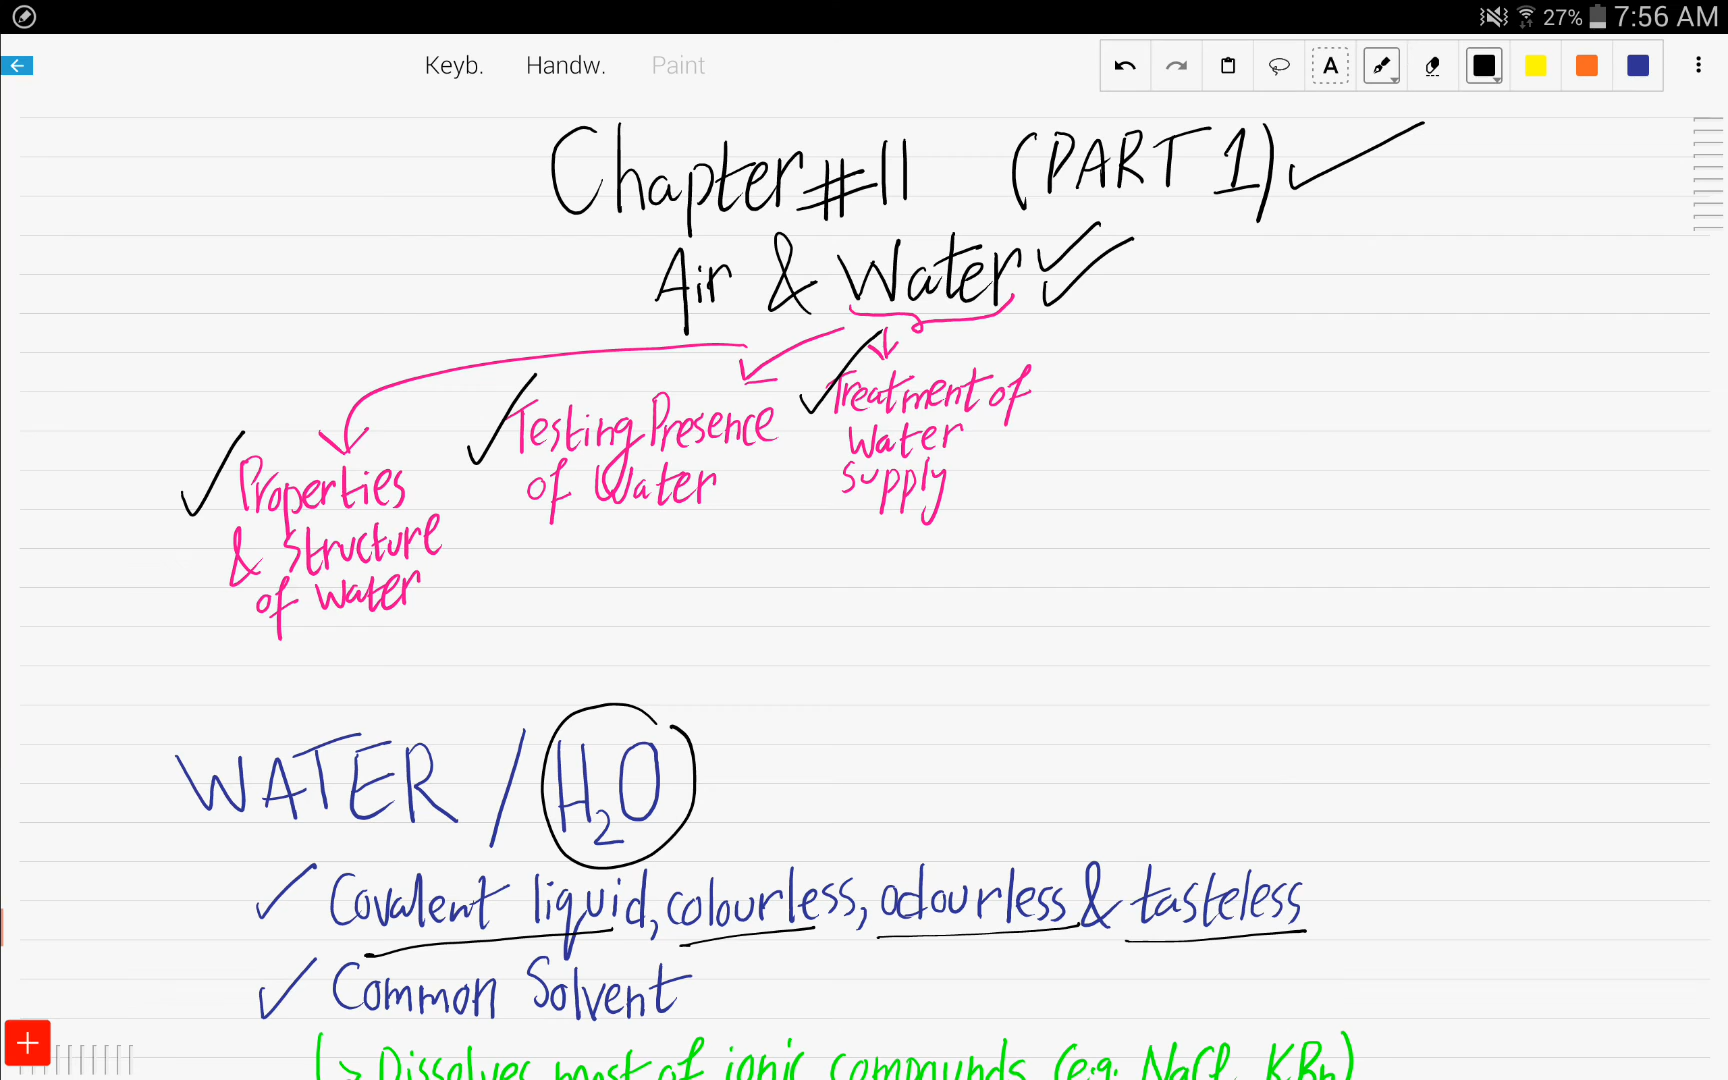 27% 7:56 AM
Keyb. Handw. Paint A
Chapter #11 (PART 1)
Air & Water
Properties
& Structure
of water
Testing Presence
of Water
Treatment of
Water
supply
WATER / H₂O
Covalent liquid, colourless, odourless & tasteless
Common Solvent
Dissolves most of ionic compounds (e.g. NaCl, KBr)